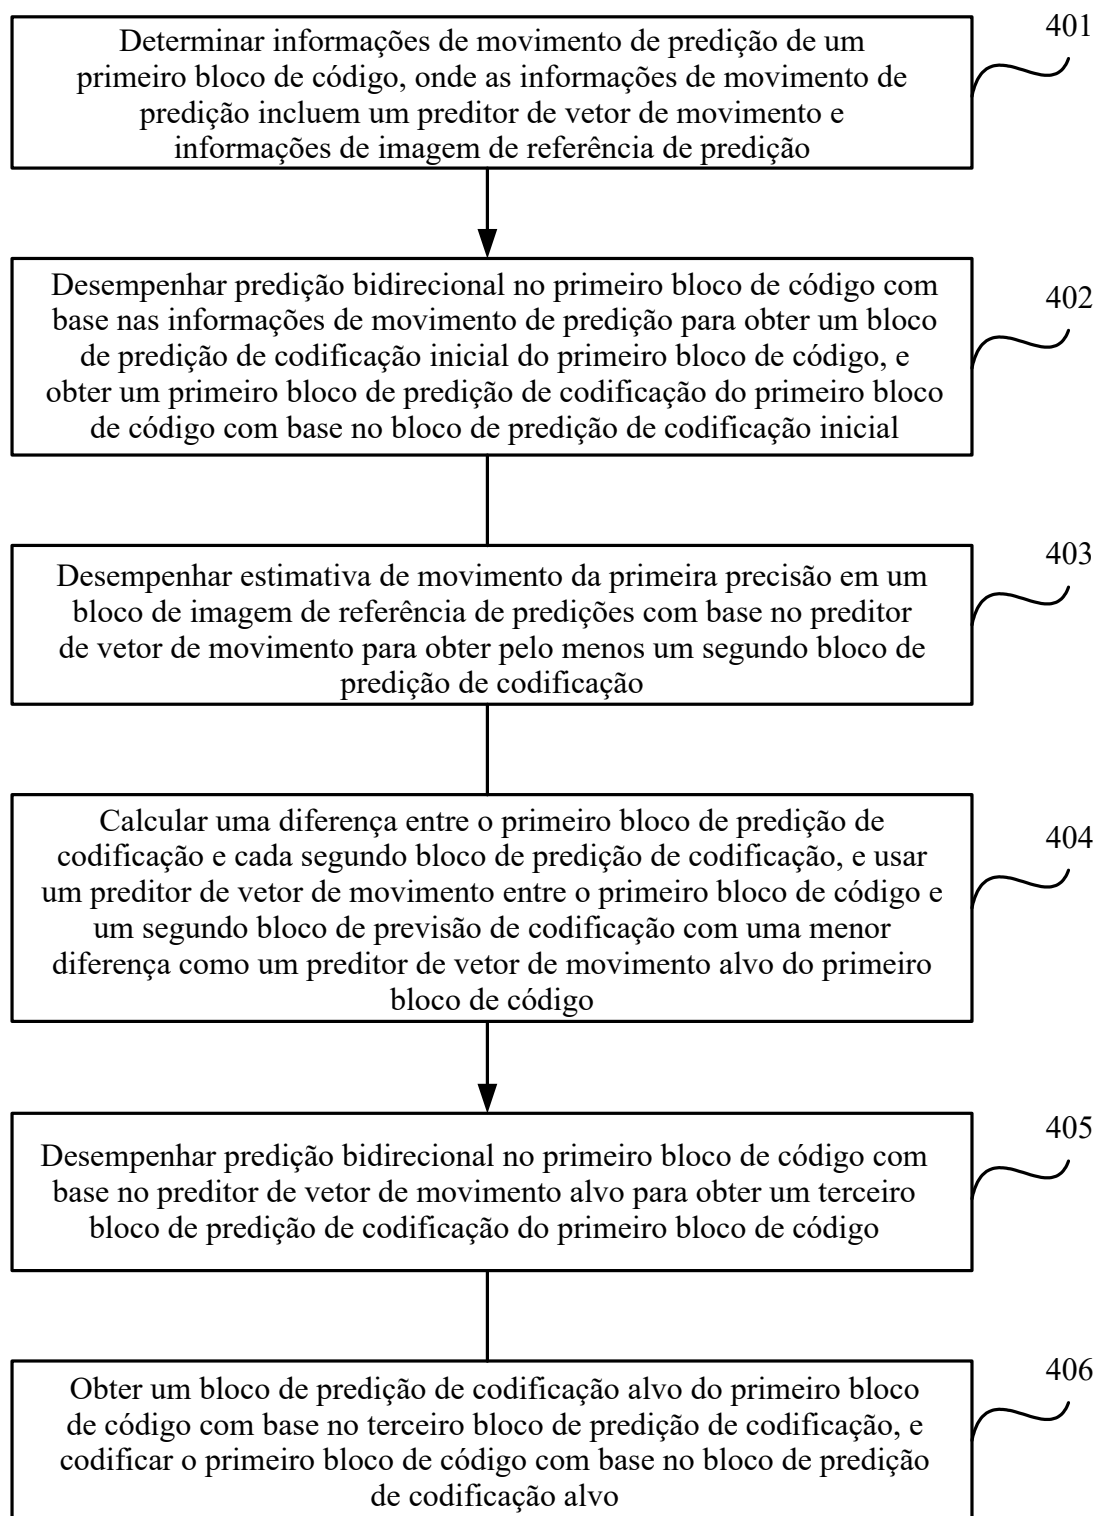 Determinar informações de movimento de predição de um
primeiro bloco de código, onde as informações de movimento de
predição incluem um preditor de vetor de movimento e
informações de imagem de referência de predição
401
Desempenhar predição bidirecional no primeiro bloco de código com
base nas informações de movimento de predição para obter um bloco
de predição de codificação inicial do primeiro bloco de código, e
obter um primeiro bloco de predição de codificação do primeiro bloco
de código com base no bloco de predição de codificação inicial
402
Desempenhar estimativa de movimento da primeira precisão em um
bloco de imagem de referência de predições com base no preditor
de vetor de movimento para obter pelo menos um segundo bloco de
predição de codificação
403
Calcular uma diferença entre o primeiro bloco de predição de
codificação e cada segundo bloco de predição de codificação, e usar
um preditor de vetor de movimento entre o primeiro bloco de código e
um segundo bloco de previsão de codificação com uma menor
diferença como um preditor de vetor de movimento alvo do primeiro
bloco de código
404
Desempenhar predição bidirecional no primeiro bloco de código com
base no preditor de vetor de movimento alvo para obter um terceiro
bloco de predição de codificação do primeiro bloco de código
405
Obter um bloco de predição de codificação alvo do primeiro bloco
de código com base no terceiro bloco de predição de codificação, e
codificar o primeiro bloco de código com base no bloco de predição
de codificação alvo
406